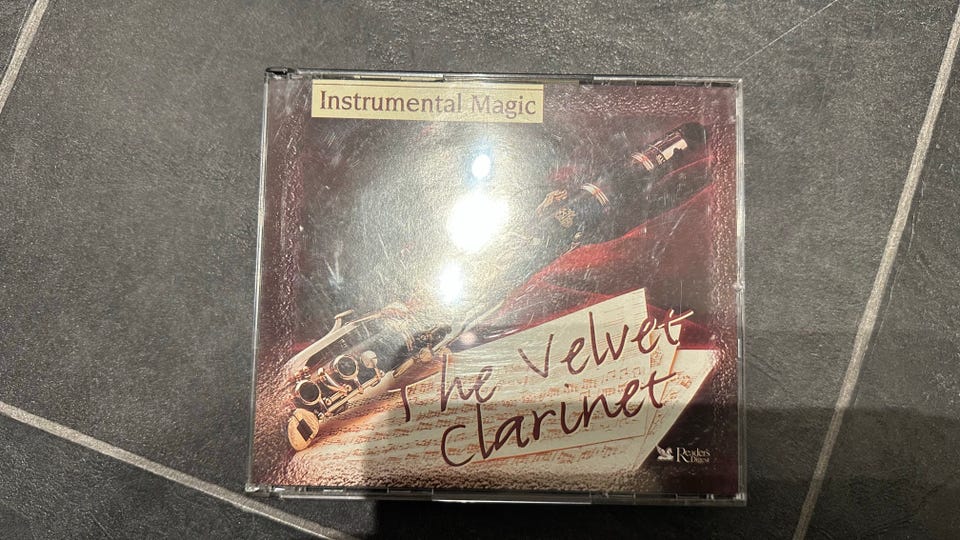 Instrumental Magic
The Velvet
Clarinet
Reader's
Digest